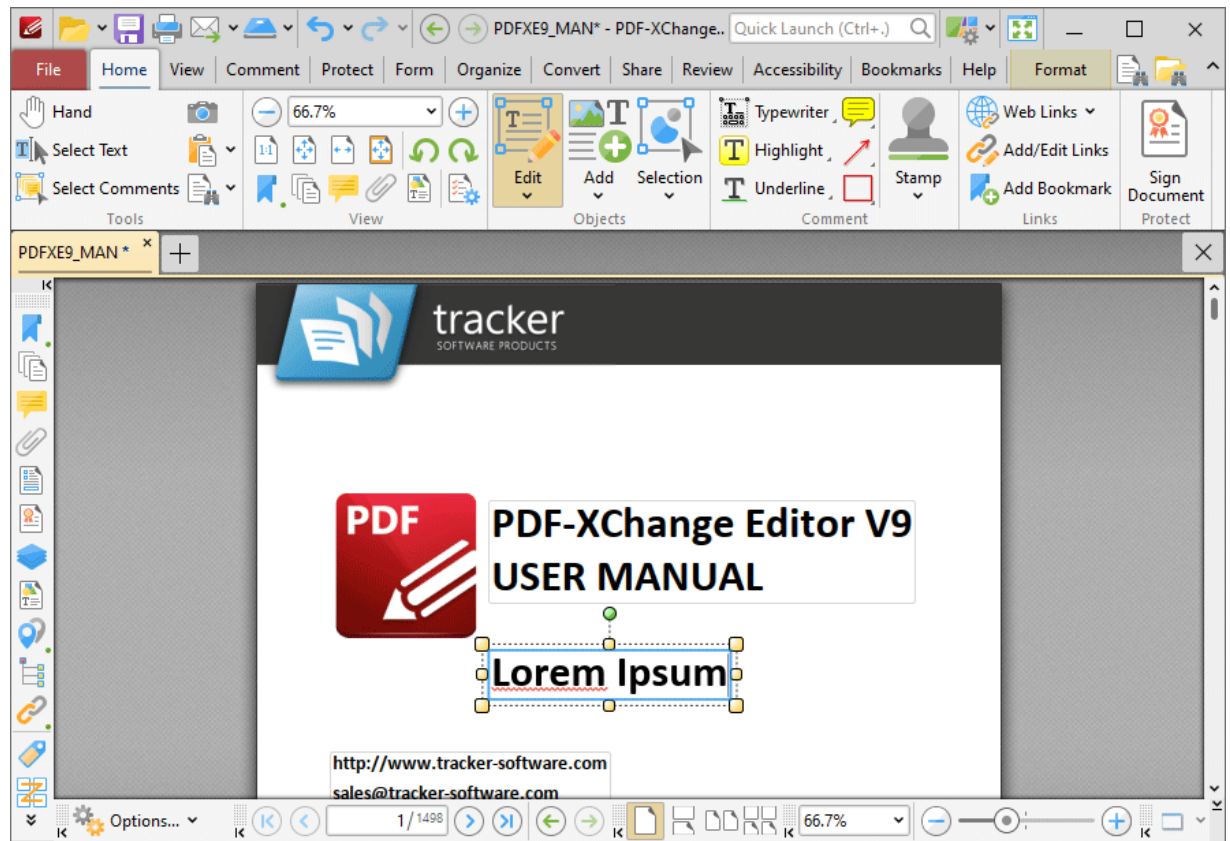 PDFXE9_MAN* - PDF-XChange.. Quick Launch (Ctrl+.)
File Home View Comment Protect Form Organize Convert Share Review Accessibility Bookmarks Help Format
Hand 66.7% Typewriter Web Links
1:1
Select Text Highlight Add/Edit Links
Edit Add Selection Stamp Sign Document
Select Comments Underline Add Bookmark
Tools View Objects Comment Links Protect
PDFXE9_MAN *
tracker
SOFTWARE PRODUCTS
PDF
PDF-XChange Editor V9
USER MANUAL
Lorem Ipsum
http://www.tracker-software.com
sales@tracker-software.com
Options... 1/1498 66.7%